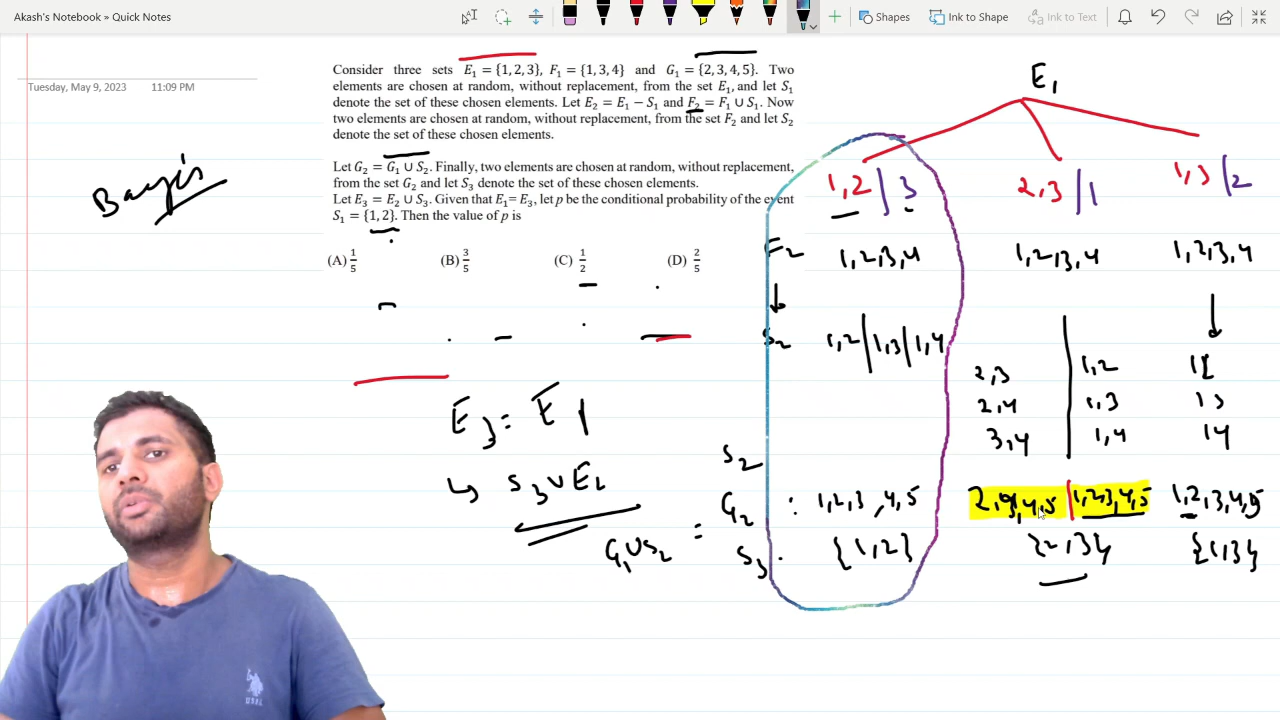 Akash's Notebook » Quick Notes
Shapes
Ink to Shape
Ink to Text
Tuesday, May 9, 2023 11:09 PM
Consider three sets E₁ = {1, 2, 3}, F₁ = {1, 3, 4} and G₁ = {2, 3, 4, 5}. Two
elements are chosen at random, without replacement, from the set E₁, and let S₁
denote the set of these chosen elements. Let E₂ = E₁ − S₁ and F₂ = F₁ ∪ S₁. Now
two elements are chosen at random, without replacement, from the set F₂ and let S₂
denote the set of these chosen elements.
Let G₂ = G₁ ∪ S₂. Finally, two elements are chosen at random, without replacement,
from the set G₂ and let S₃ denote the set of these chosen elements.
Let E₃ = E₂ ∪ S₃. Given that E₁= E₃, let p be the conditional probability of the event
S₁ = {1, 2}. Then the value of p is
(A) 1/5 (B) 3/5 (C) 1/2 (D) 2/5
E₃ = E₁
↳ S₃ ∪ E₂
G₁∪S₂ =
E₁
1,2 | 3 2,3 | 1 1,3 | 2
F₂ 1,2,3,4 1,2,3,4 1,2,3,4
S₂ 1,2 | 1,3 | 1,4
2,3 | 1,2 12
2,4 | 1,3 13
3,4 | 1,4 14
S₂
G₂ : 1,2,3,4,5 2,3,4,5 | 1,2,3,4,5 1,2,3,4,5
S₃ : {1,2} {2,3} {1,3}